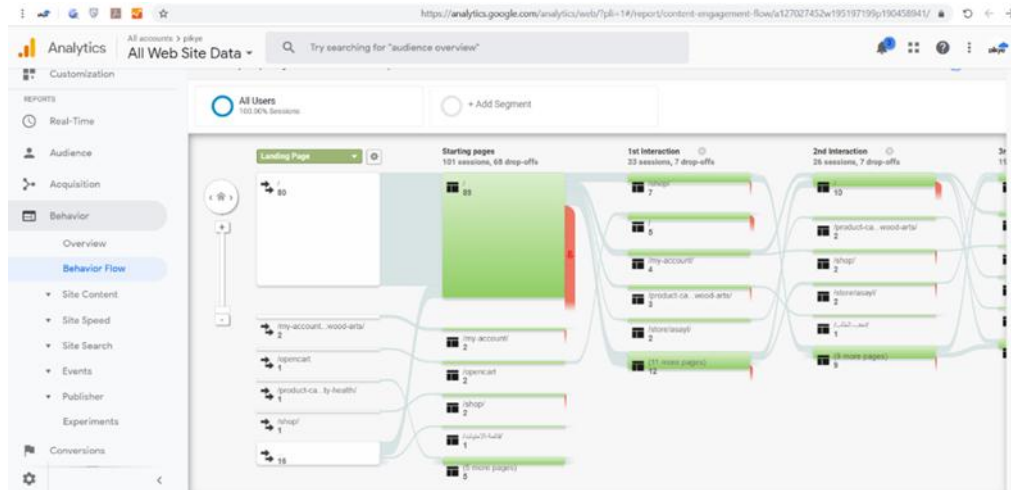 https://analytics.google.com/analytics/web/?pli=1#/report/content-engagement-flow/a127027452w195197199p190458941/
Analytics
All accounts > pikye
All Web Site Data
Try searching for "audience overview"
Customization
REPORTS
Real-Time
Audience
Acquisition
Behavior
Overview
Behavior Flow
Site Content
Site Speed
Site Search
Events
Publisher
Experiments
Conversions
All Users
100.00% Sessions
+ Add Segment
Landing Page
/
80
/my-account...wood-arts/
2
/opencart
1
/product-ca...ty-health/
1
/shop/
1
16
Starting pages
101 sessions, 68 drop-offs
/
89
/my account/
2
/opencart
2
/shop/
2
1
(5 more pages)
5
1st Interaction
33 sessions, 7 drop-offs
/shop/
7
/
5
/my-account/
4
/product-ca...wood-arts/
3
/store/asayl/
2
(11 more pages)
12
2nd Interaction
26 sessions, 7 drop-offs
/
10
/product-ca...wood-arts/
2
/shop/
2
/store/asayl/
2
1
(9 more pages)
9